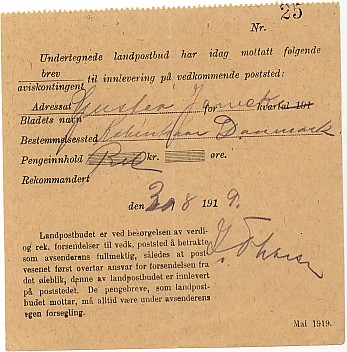 Nr. 25
Undertegnede landpostbud har idag mottatt følgende
brev
aviskontingent til innlevering på vedkommende poststed:
Adressat Gustav for kvartal 191
Bladets navn
Bestemmelsessted København Danmark
Pengeinnhold Rec kr. øre.
Rekommandert
den 8 1919.
Landpostbudet er ved besørgelsen av verdi-
og rek. forsendelser til vedk. poststed å betrakte
som avsenderens fullmektig, således at post-
vesenet først overtar ansvar for forsendelsen fra
det øieblik, denne av landpostbudet er innlevert
på poststedet. De pengebreve, som landpost-
budet mottar, må alltid være under avsenderens
egen forsegling.
Mai 1919.